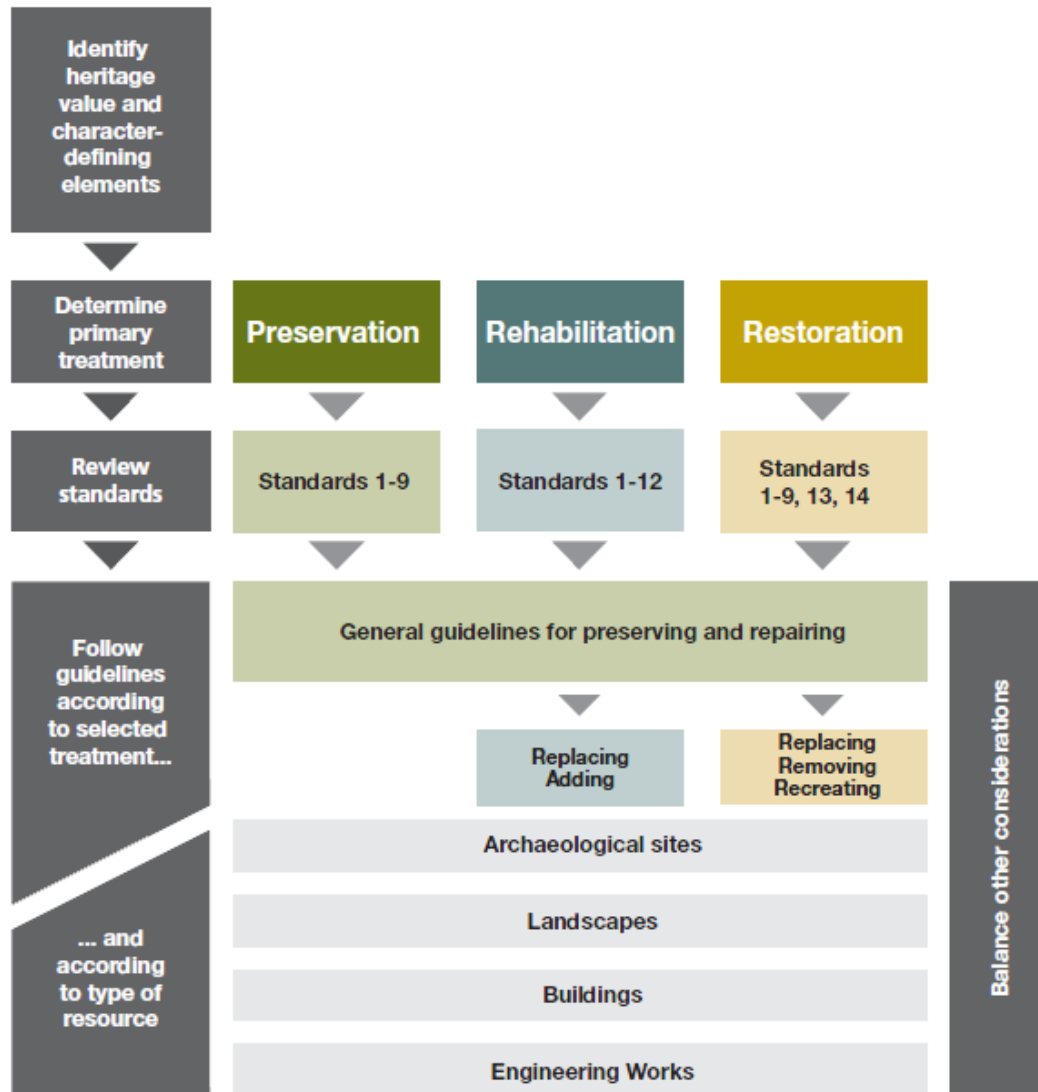 Identify
heritage
value and
character-
defining
elements
Determine
primary
treatment
Preservation
Rehabilitation
Restoration
Review
standards
Standards 1-9
Standards 1-12
Standards
1-9, 13, 14
Follow
guidelines
according
to selected
treatment...
General guidelines for preserving and repairing
Replacing
Adding
Replacing
Removing
Recreating
... and
according
to type of
resource
Archaeological sites
Landscapes
Buildings
Engineering Works
Balance other considerations